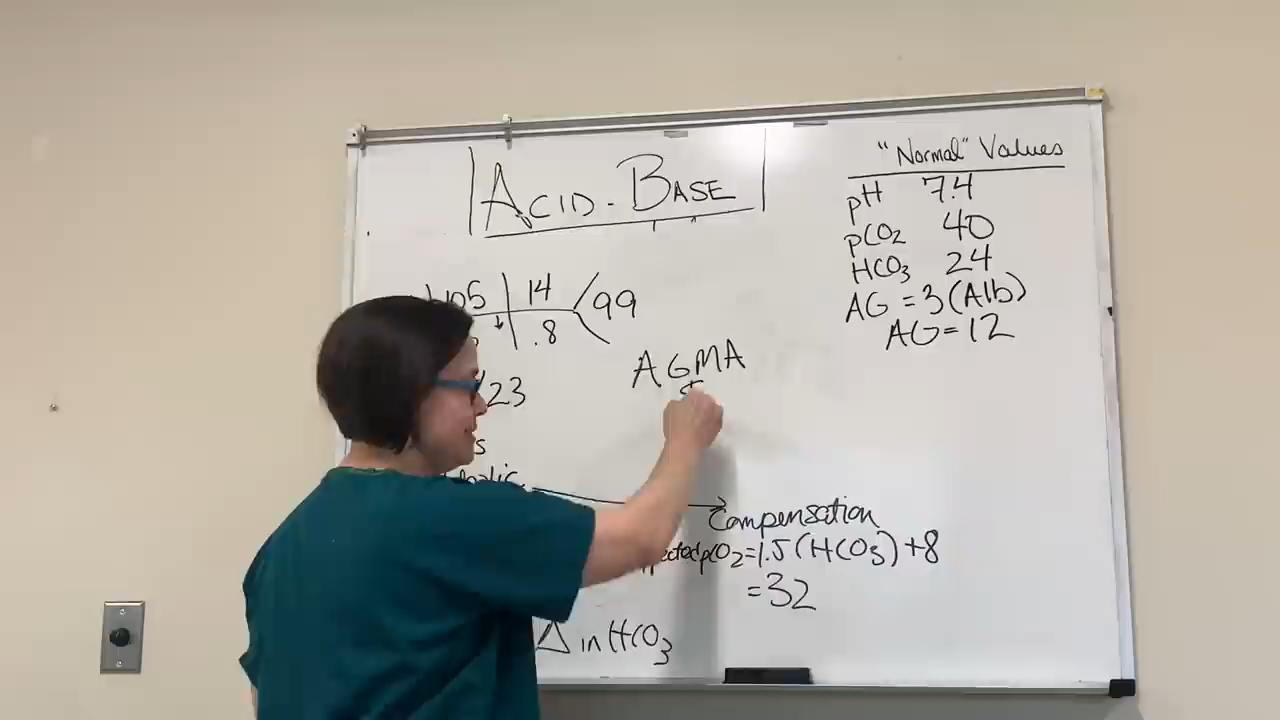 ACID-BASE
"Normal" Values
pH 7.4
pCO2 40
HCO3 24
AG = 3(Alb)
AG=12
105 14 99
.8
23
AGMA
Compensation
pCO2=1.5(HCO3)+8
=32
Δ in HCO3